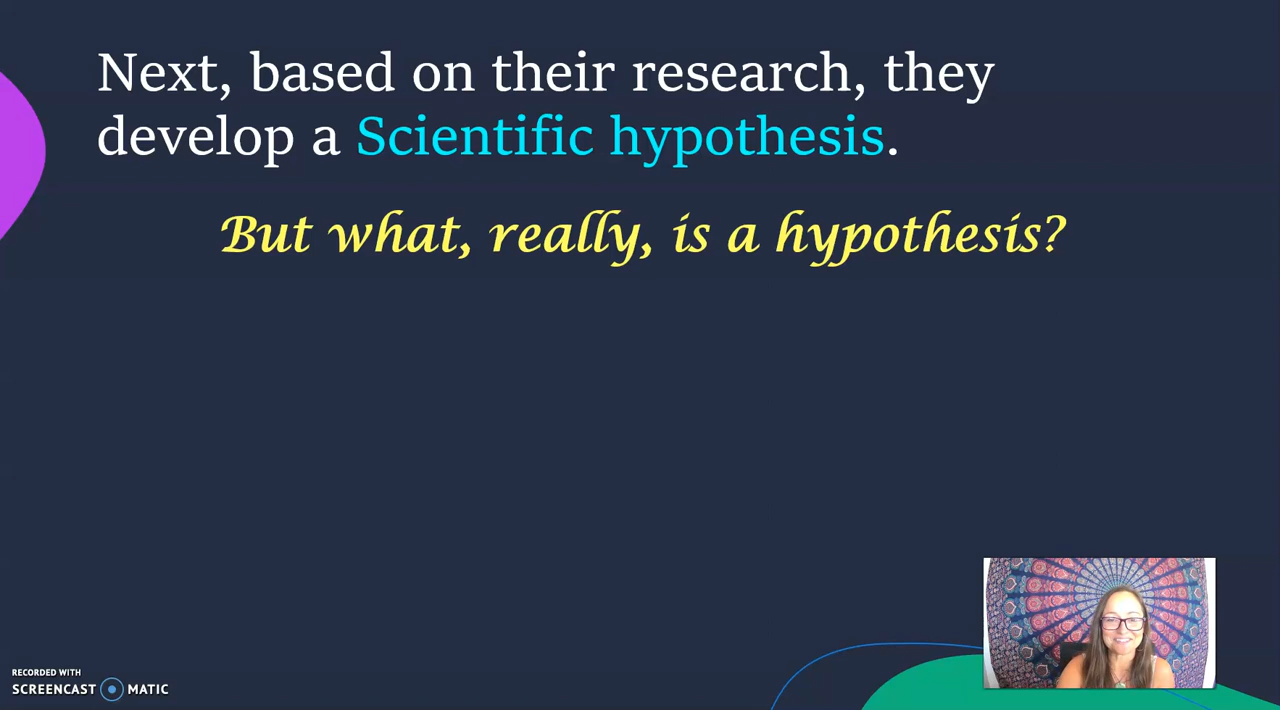 Next, based on their research, they
develop a Scientific hypothesis.
But what, really, is a hypothesis?
RECORDED WITH
SCREENCAST MATIC